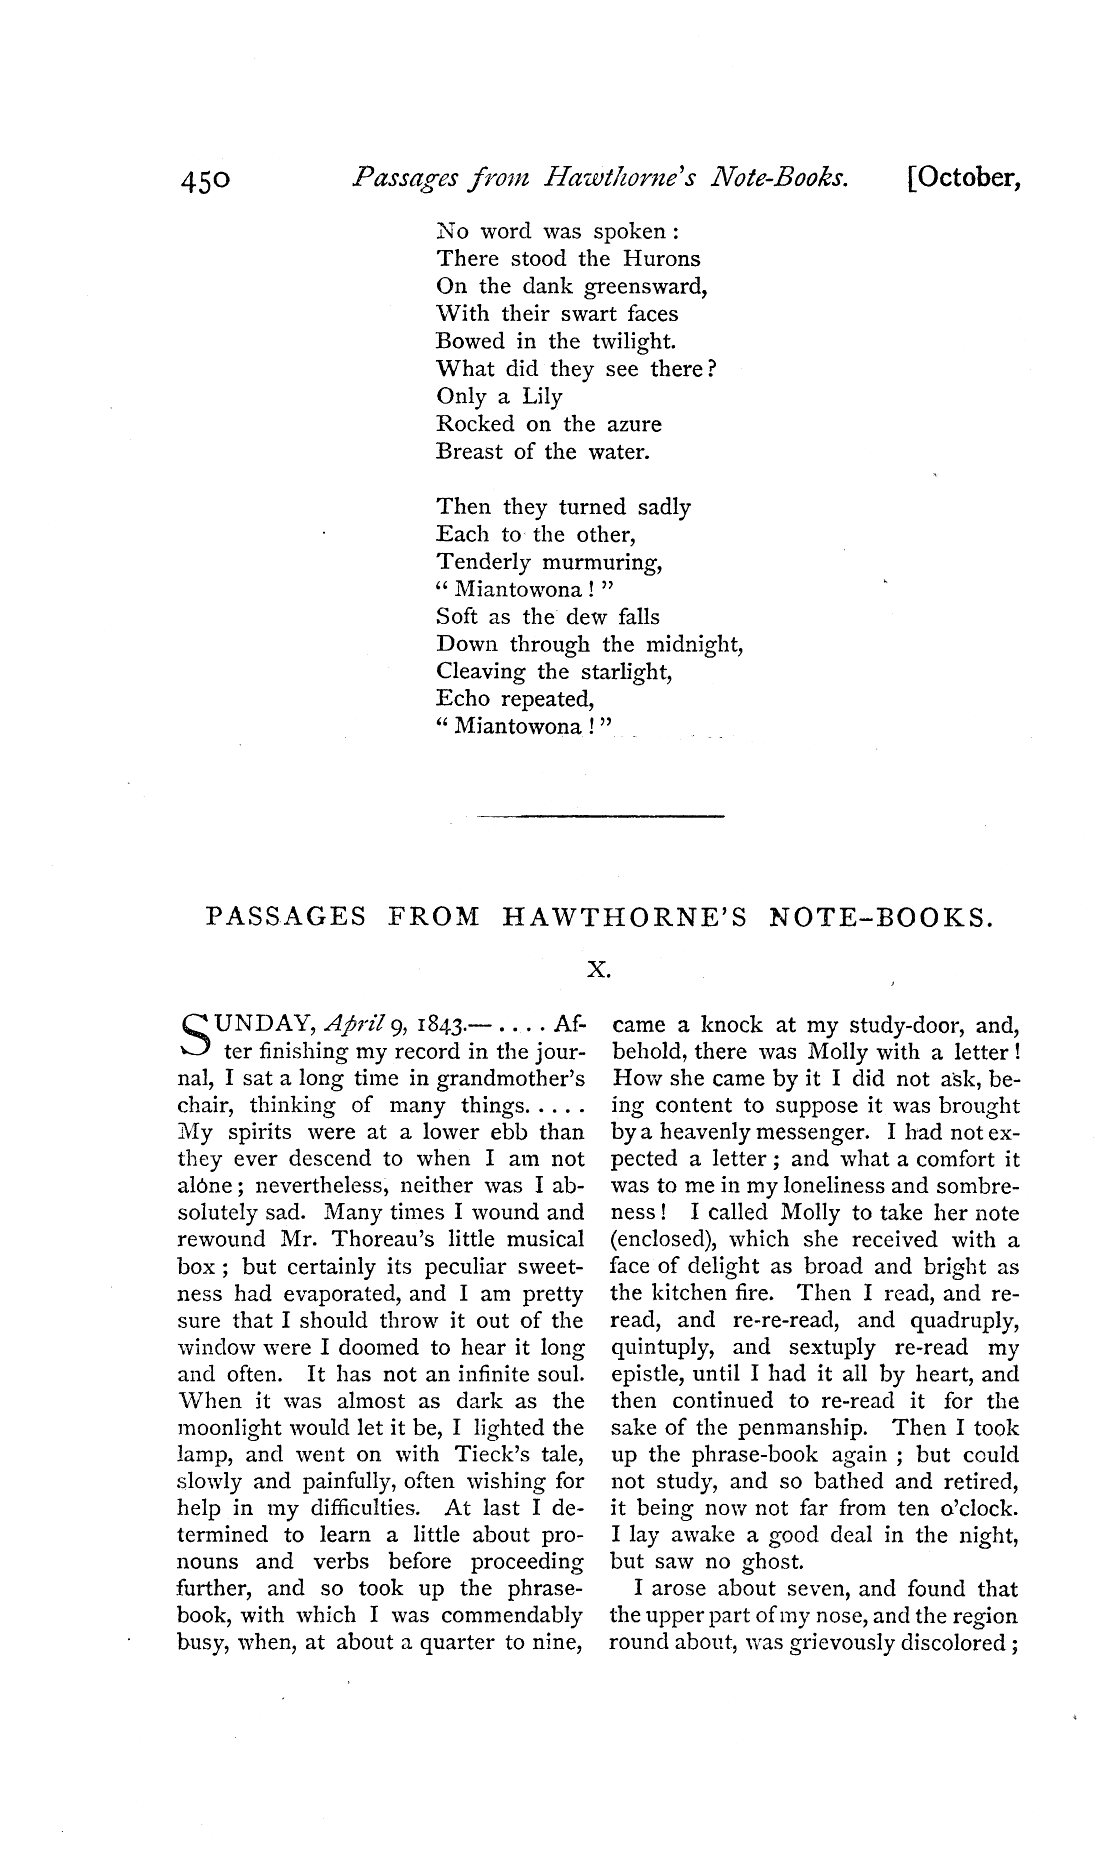 450 Passages from Hawthorne's Note-Books. [October,
No word was spoken :
There stood the Hurons
On the dank greensward,
With their swart faces
Bowed in the twilight.
What did they see there ?
Only a Lily
Rocked on the azure
Breast of the water.
Then they turned sadly
Each to the other,
Tenderly murmuring,
“ Miantowona ! ”
Soft as the dew falls
Down through the midnight,
Cleaving the starlight,
Echo repeated,
“ Miantowona ! ”
PASSAGES FROM HAWTHORNE'S NOTE-BOOKS.
X.
SUNDAY, April 9, 1843.— . . . . Af-
ter finishing my record in the jour-
nal, I sat a long time in grandmother's
chair, thinking of many things. . . . .
My spirits were at a lower ebb than
they ever descend to when I am not
alone ; nevertheless, neither was I ab-
solutely sad. Many times I wound and
rewound Mr. Thoreau's little musical
box ; but certainly its peculiar sweet-
ness had evaporated, and I am pretty
sure that I should throw it out of the
window were I doomed to hear it long
and often. It has not an infinite soul.
When it was almost as dark as the
moonlight would let it be, I lighted the
lamp, and went on with Tieck's tale,
slowly and painfully, often wishing for
help in my difficulties. At last I de-
termined to learn a little about pro-
nouns and verbs before proceeding
further, and so took up the phrase-
book, with which I was commendably
busy, when, at about a quarter to nine,
came a knock at my study-door, and,
behold, there was Molly with a letter !
How she came by it I did not ask, be-
ing content to suppose it was brought
by a heavenly messenger. I had not ex-
pected a letter ; and what a comfort it
was to me in my loneliness and sombre-
ness ! I called Molly to take her note
(enclosed), which she received with a
face of delight as broad and bright as
the kitchen fire. Then I read, and re-
read, and re-re-read, and quadruply,
quintuply, and sextuply re-read my
epistle, until I had it all by heart, and
then continued to re-read it for the
sake of the penmanship. Then I took
up the phrase-book again ; but could
not study, and so bathed and retired,
it being now not far from ten o'clock.
I lay awake a good deal in the night,
but saw no ghost.
I arose about seven, and found that
the upper part of my nose, and the region
round about, was grievously discolored ;